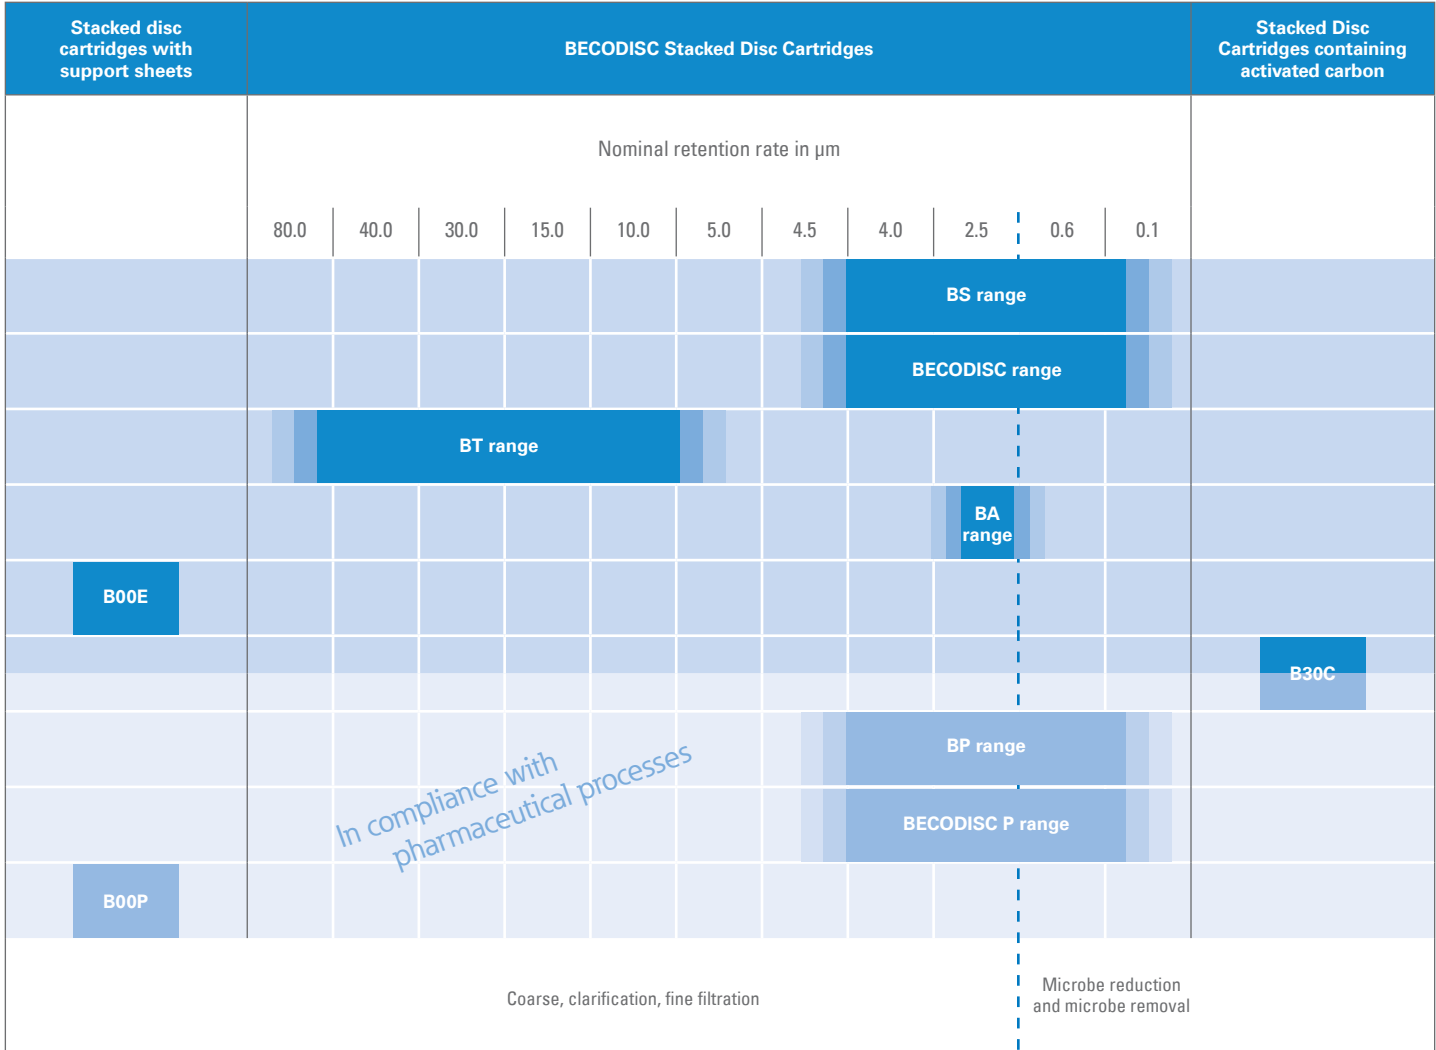 Stacked disc
cartridges with
support sheets
BECODISC Stacked Disc Cartridges
Stacked Disc
Cartridges containing
activated carbon
Nominal retention rate in µm
80.0 40.0 30.0 15.0 10.0 5.0 4.5 4.0 2.5 0.6 0.1
BS range
BECODISC range
BT range
BA
range
B00E
B30C
BP range
In compliance with
pharmaceutical processes
BECODISC P range
B00P
Coarse, clarification, fine filtration
Microbe reduction
and microbe removal